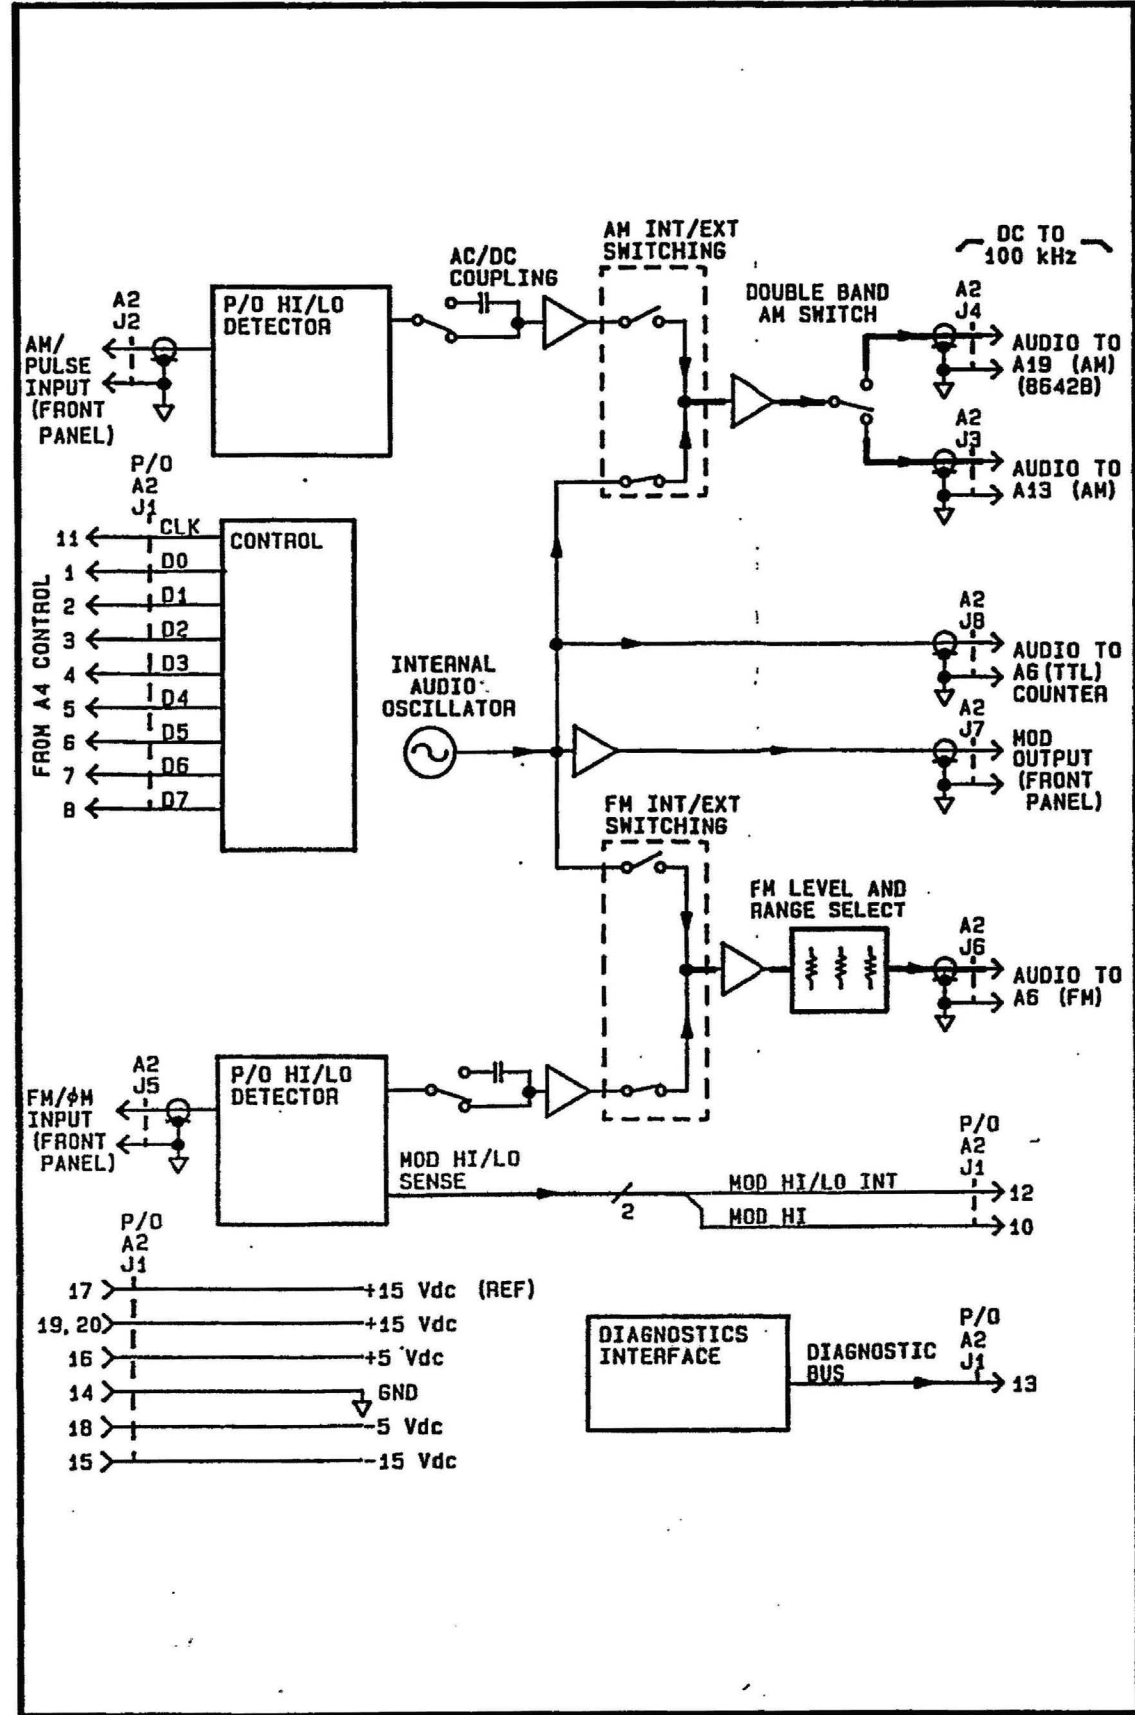 AM INT/EXT
SWITCHING
DC TO
100 kHz
AC/DC
COUPLING
DOUBLE BAND
AM SWITCH
A2
J2
P/O HI/LO
DETECTOR
A2
J4
AM/
PULSE
INPUT
(FRONT
PANEL)
AUDIO TO
A19 (AM)
(8642B)
A2
J3
AUDIO TO
A13 (AM)
P/O
A2
J1
FROM A4 CONTROL
11 CLK
1 D0
2 D1
3 D2
4 D3
5 D4
6 D5
7 D6
8 D7
CONTROL
INTERNAL
AUDIO
OSCILLATOR
A2
J8
AUDIO TO
A6 (TTL)
COUNTER
A2
J7
MOD
OUTPUT
(FRONT
PANEL)
FM INT/EXT
SWITCHING
FM LEVEL AND
RANGE SELECT
A2
J6
AUDIO TO
A6 (FM)
A2
J5
FM/ϕM
INPUT
(FRONT
PANEL)
P/O HI/LO
DETECTOR
MOD HI/LO
SENSE
2
MOD HI/LO INT
MOD HI
P/O
A2
J1
12
10
P/O
A2
J1
17 +15 Vdc (REF)
19,20 +15 Vdc
16 +5 Vdc
14 GND
18 -5 Vdc
15 -15 Vdc
DIAGNOSTICS
INTERFACE
DIAGNOSTIC
BUS
P/O
A2
J1
13